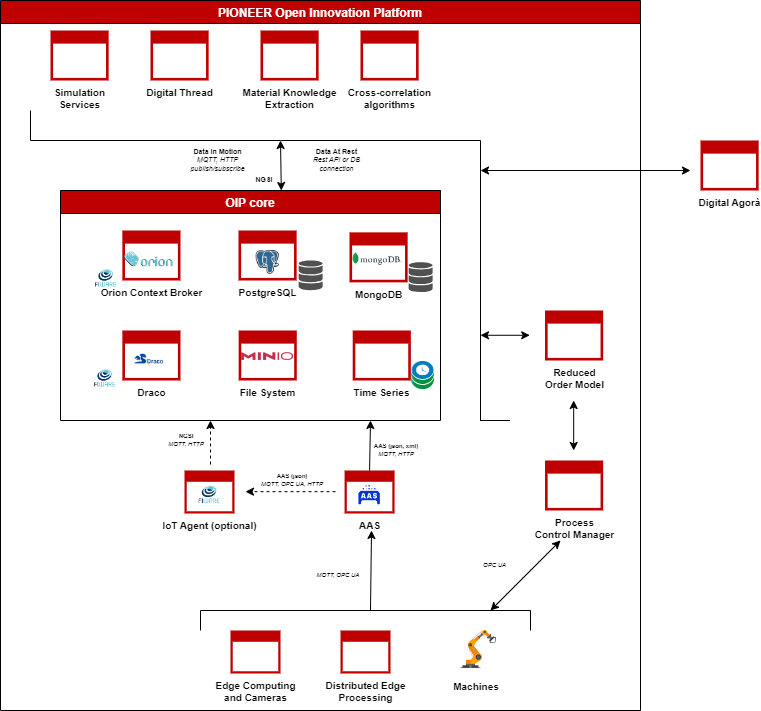 PIONEER Open Innovation Platform
Simulation
Services
Digital Thread
Material Knowledge
Extraction
Cross-correlation
algorithms
Data In Motion
MQTT, HTTP
publish/subscribe
Data At Rest
Rest API or DB
connection
NGSI
Digital Agorà
OIP core
orion
FIWARE
Orion Context Broker
PostgreSQL
mongoDB
MongoDB
Draco
FIWARE
Draco
MINIO
File System
Time Series
Reduced
Order Model
NGSI
MQTT, HTTP
AAS (json, xml)
MQTT, HTTP
AAS (json)
MQTT, OPC UA, HTTP
FIWARE
IoT Agent (optional)
AAS
AAS
Process
Control Manager
MQTT, OPC UA
OPC UA
Edge Computing
and Cameras
Distributed Edge
Processing
Machines